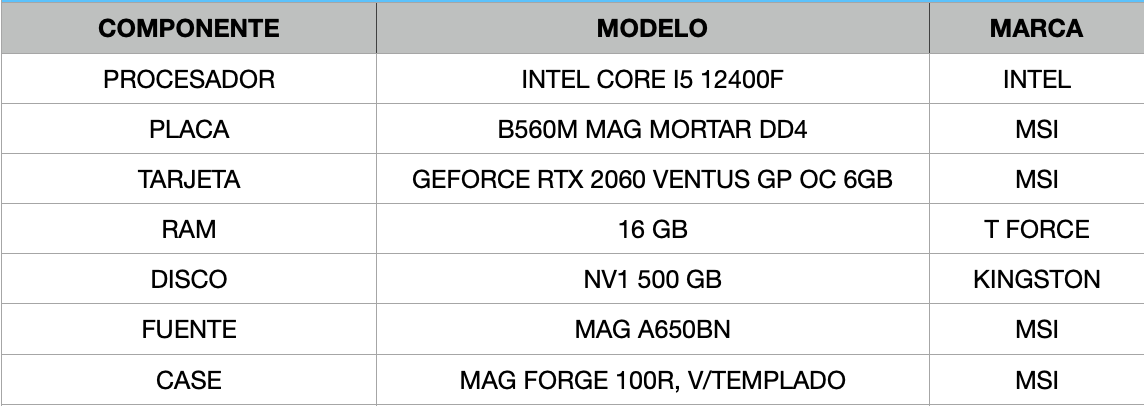 COMPONENTE MODELO MARCA
PROCESADOR INTEL CORE I5 12400F INTEL
PLACA B560M MAG MORTAR DD4 MSI
TARJETA GEFORCE RTX 2060 VENTUS GP OC 6GB MSI
RAM 16 GB T FORCE
DISCO NV1 500 GB KINGSTON
FUENTE MAG A650BN MSI
CASE MAG FORGE 100R, V/TEMPLADO MSI